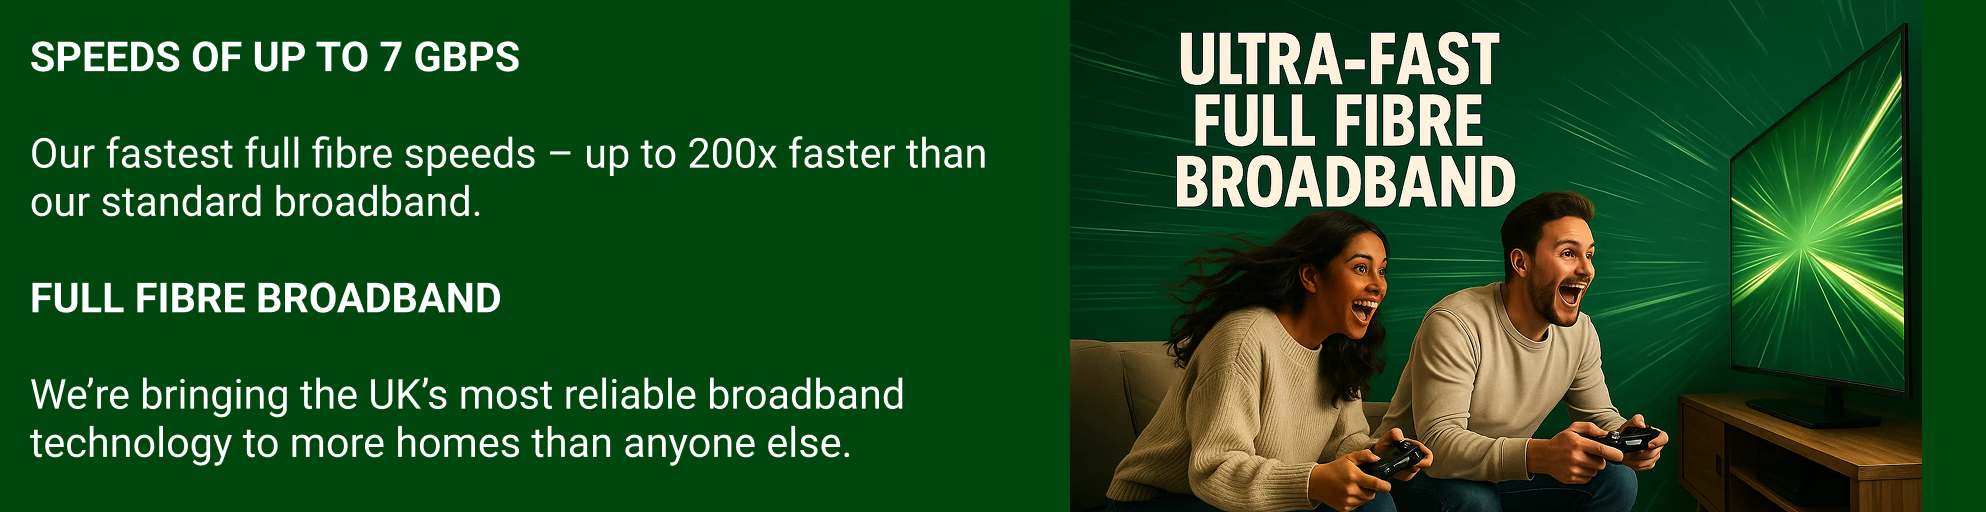 SPEEDS OF UP TO 7 GBPS
Our fastest full fibre speeds – up to 200x faster than
our standard broadband.
FULL FIBRE BROADBAND
We’re bringing the UK’s most reliable broadband
technology to more homes than anyone else.
ULTRA-FAST
FULL FIBRE
BROADBAND